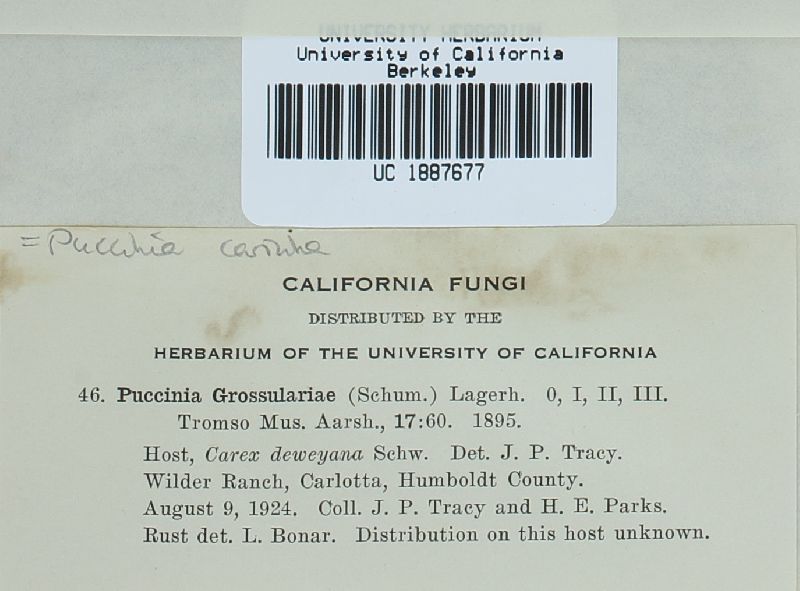 UNIVERSITY HERBARIUM
University of California
Berkeley
UC 1887677
= Puccinia caricina
CALIFORNIA FUNGI
DISTRIBUTED BY THE
HERBARIUM OF THE UNIVERSITY OF CALIFORNIA
46. Puccinia Grossulariae (Schum.) Lagerh. 0, I, II, III.
Tromso Mus. Aarsh., 17:60. 1895.
Host, Carex deweyana Schw. Det. J. P. Tracy.
Wilder Ranch, Carlotta, Humboldt County.
August 9, 1924. Coll. J. P. Tracy and H. E. Parks.
Rust det. L. Bonar. Distribution on this host unknown.